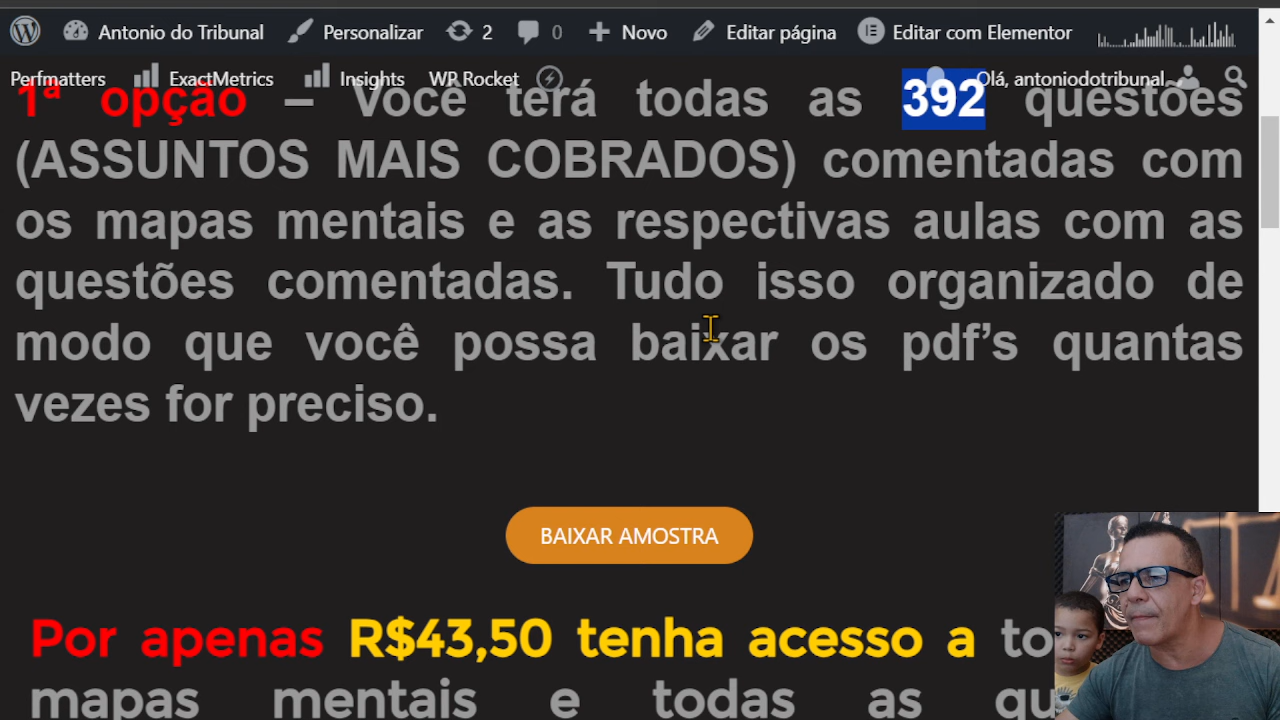 Antonio do Tribunal Personalizar 2 0 Novo Editar página Editar com Elementor
Perfmatters ExactMetrics Insights WP Rocket Olá, antoniodotribunal
1ª opção – Você terá todas as 392 questões
(ASSUNTOS MAIS COBRADOS) comentadas com
os mapas mentais e as respectivas aulas com as
questões comentadas. Tudo isso organizado de
modo que você possa baixar os pdf’s quantas
vezes for preciso.
BAIXAR AMOSTRA
Por apenas R$43,50 tenha acesso a
mapas mentais e todas as